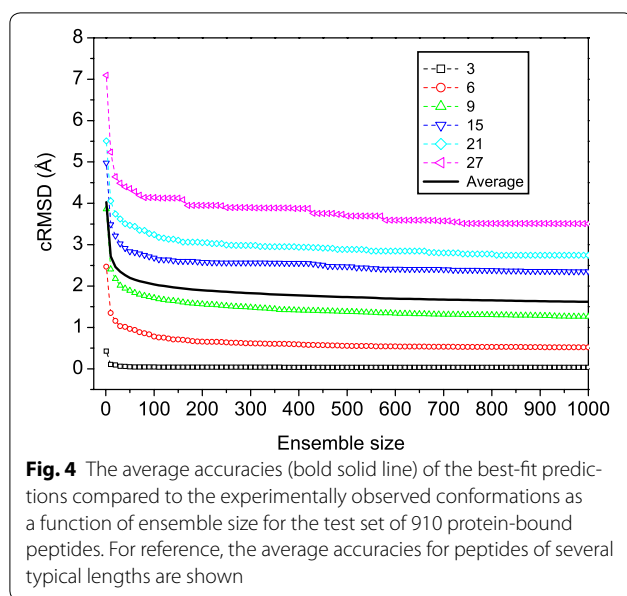 8
7
6
5
4
3
2
1
0
cRMSD (Å)
3
6
9
15
21
27
Average
0 100 200 300 400 500 600 700 800 900 1000
Ensemble size
Fig. 4 The average accuracies (bold solid line) of the best-fit predic-
tions compared to the experimentally observed conformations as
a function of ensemble size for the test set of 910 protein-bound
peptides. For reference, the average accuracies for peptides of several
typical lengths are shown